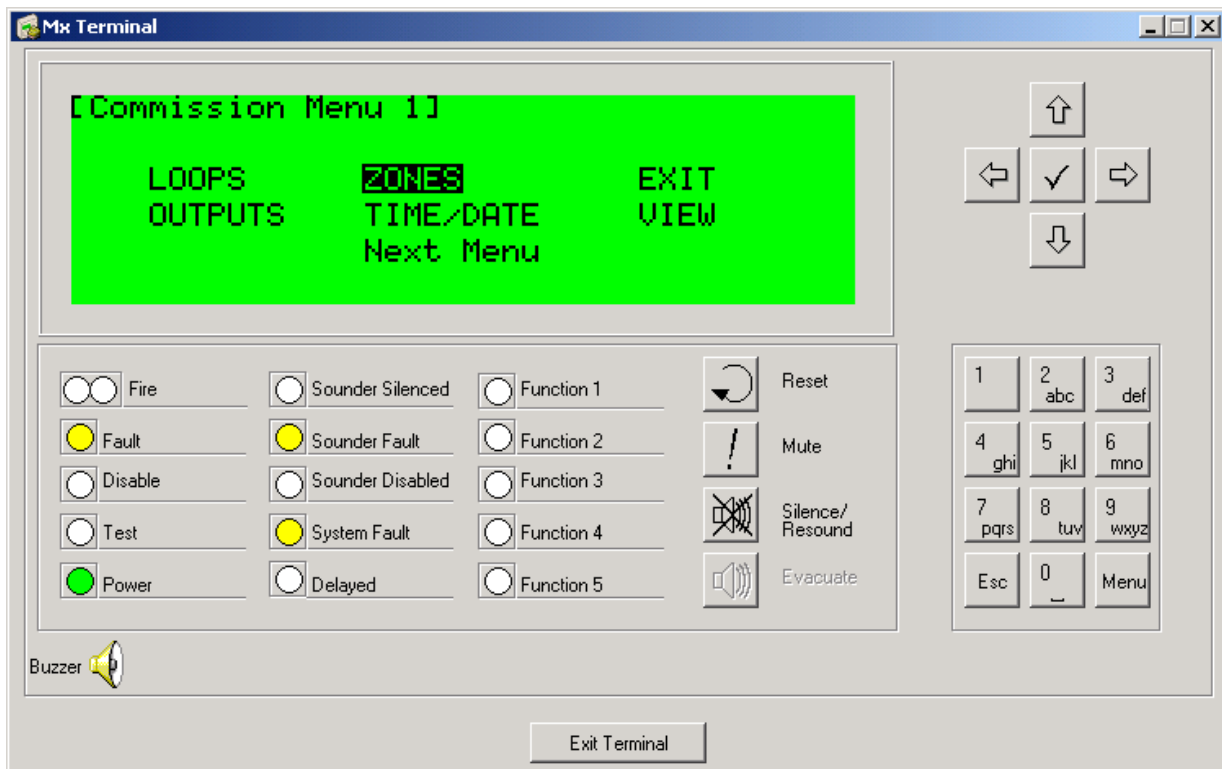 Mx Terminal
[Commission Menu 1]
LOOPS ZONES EXIT
OUTPUTS TIME/DATE VIEW
Next Menu
Fire Sounder Silenced Function 1 Reset
Fault Sounder Fault Function 2 Mute
Disable Sounder Disabled Function 3
Test System Fault Function 4 Silence/
Resound
Power Delayed Function 5 Evacuate
1 2 abc 3 def
4 ghi 5 jkl 6 mno
7 pqrs 8 tuv 9 wxyz
Esc 0 Menu
Buzzer
Exit Terminal